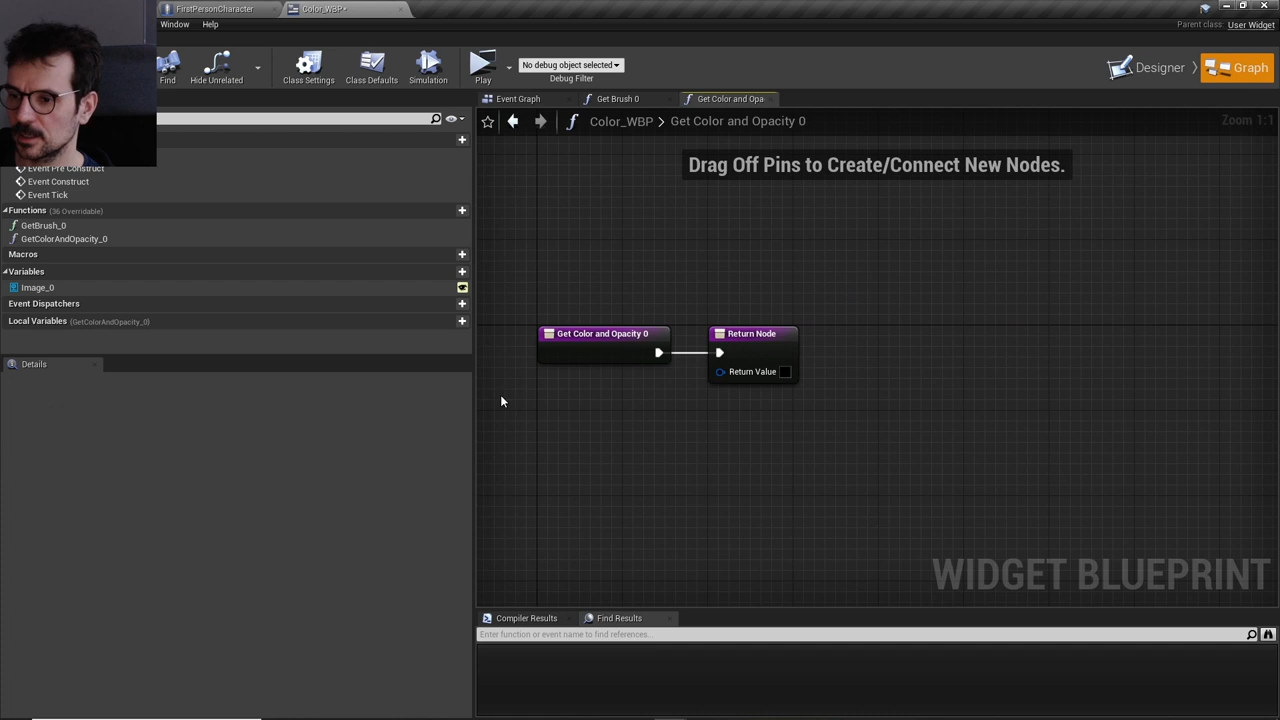 FirstPersonCharacter
Color_WBP*
Window
Help
Parent class: User Widget
Find
Hide Unrelated
Class Settings
Class Defaults
Simulation
Play
No debug object selected
Debug Filter
Designer
Graph
Event Graph
Get Brush 0
Get Color and Opa
Color_WBP > Get Color and Opacity 0
Zoom 1:1
Drag Off Pins to Create/Connect New Nodes.
Event Pre Construct
Event Construct
Event Tick
Functions (36 Overridable)
GetBrush_0
GetColorAndOpacity_0
Macros
Variables
Image_0
Event Dispatchers
Local Variables (GetColorAndOpacity_0)
Details
Get Color and Opacity 0
Return Node
Return Value
WIDGET BLUEPRINT
Compiler Results
Find Results
Enter function or event name to find references...